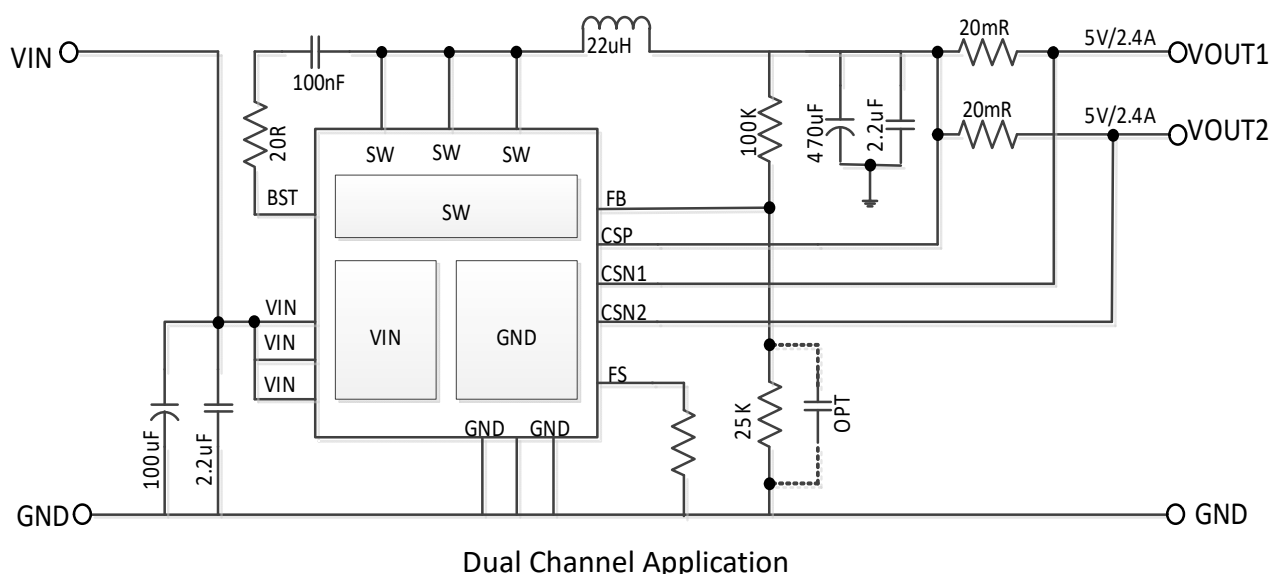 VIN
100nF
22uH
20mR
5V/2.4A
VOUT1
20R
100K
470uF
2.2uF
20mR
5V/2.4A
VOUT2
SW
SW
SW
BST
SW
FB
CSP
CSN1
CSN2
VIN
VIN
VIN
VIN
GND
FS
100uF
2.2uF
GND
GND
25K
OPT
GND
GND
Dual Channel Application